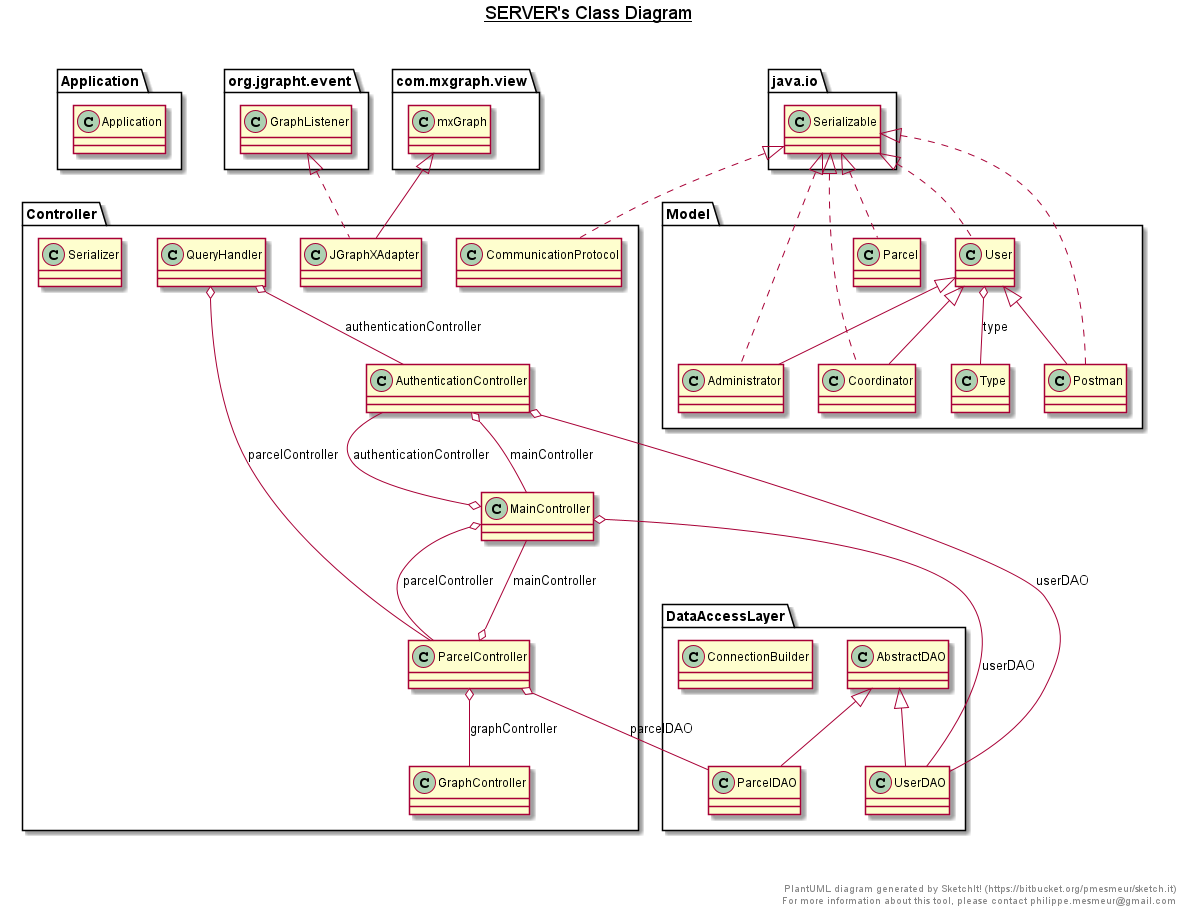 SERVER's Class Diagram
Application
org.jgrapht.event
com.mxgraph.view
java.io
C Application
C GraphListener
C mxGraph
C Serializable
Controller
Model
C Serializer
C QueryHandler
C JGraphXAdapter
C CommunicationProtocol
C Parcel
C User
authenticationController
type
C AuthenticationController
C Administrator
C Coordinator
C Type
C Postman
parcelController
authenticationController
mainController
C MainController
parcelController
mainController
userDAO
DataAccessLayer
C ParcelController
C ConnectionBuilder
C AbstractDAO
userDAO
graphController
parcelDAO
C GraphController
C ParcelDAO
C UserDAO
PlantUML diagram generated by SketchIt! (https://bitbucket.org/pmesmeur/sketch.it)
For more information about this tool, please contact philippe.mesmeur@gmail.com